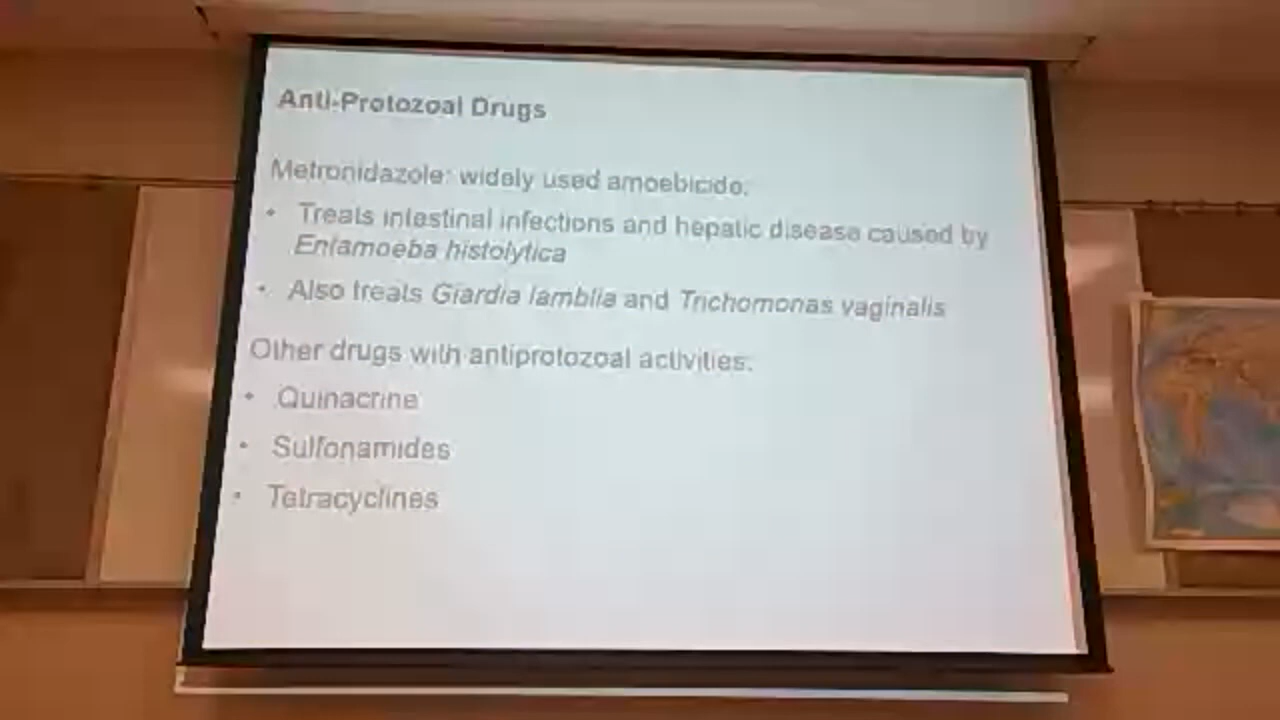 Anti-Protozoal Drugs
Metronidazole: widely used amoebicide.
• Treats intestinal infections and hepatic disease caused by
Entamoeba histolytica
• Also treats Giardia lamblia and Trichomonas vaginalis
Other drugs with antiprotozoal activities.
• Quinacrine
• Sulfonamides
• Tetracyclines